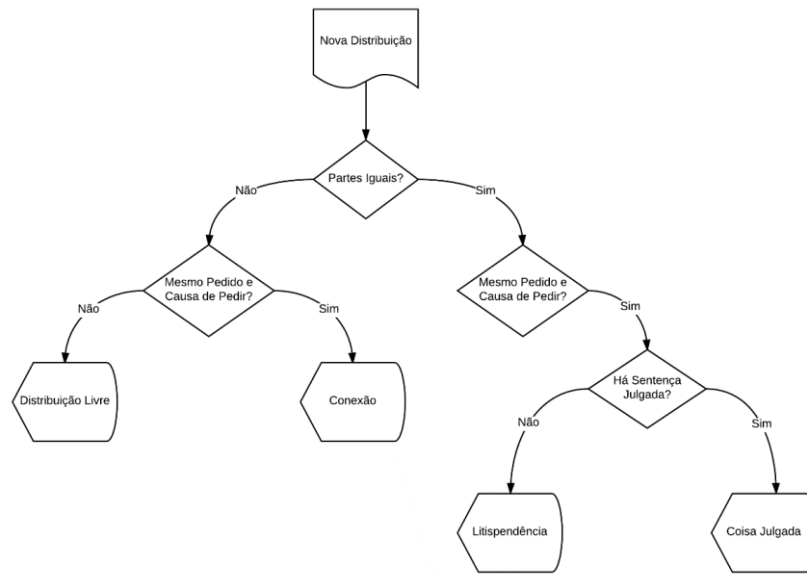 Nova Distribuição
Partes Iguais?
Não
Sim
Mesmo Pedido e
Causa de Pedir?
Mesmo Pedido e
Causa de Pedir?
Não
Sim
Sim
Distribuição Livre
Conexão
Há Sentença
Julgada?
Não
Sim
Litispendência
Coisa Julgada